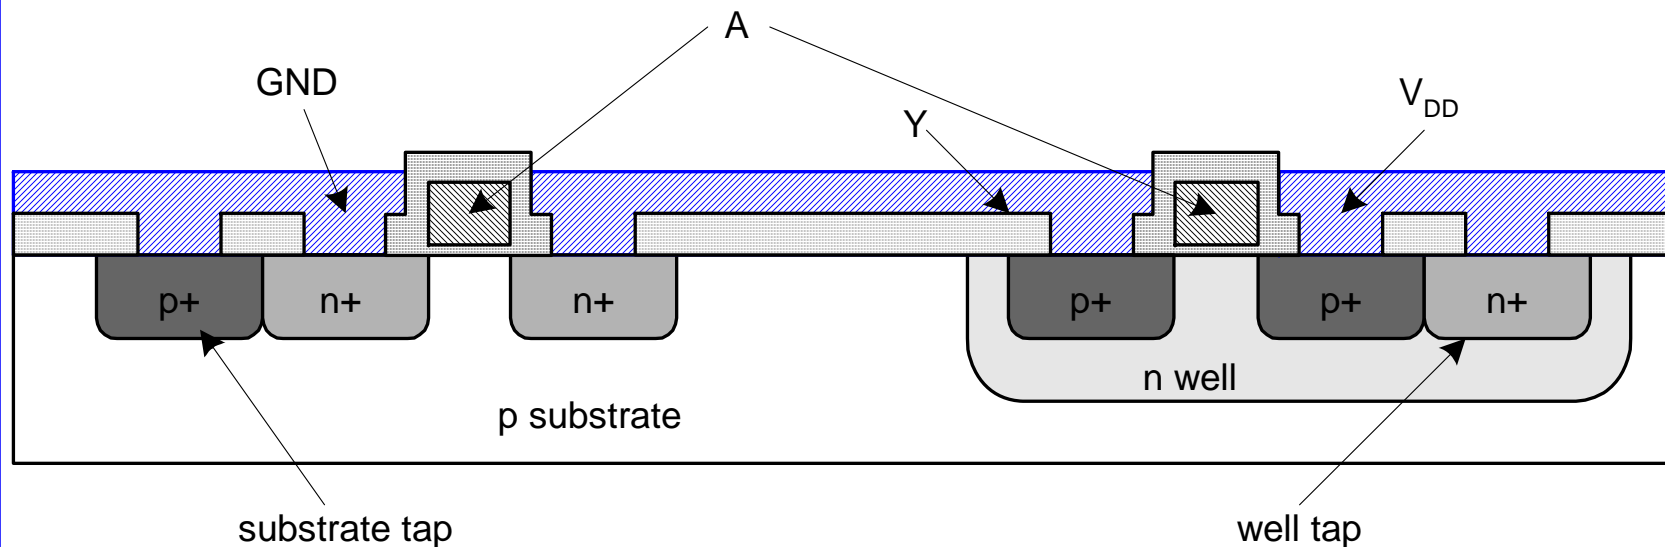 A
GND
Y
VDD
p+
n+
n+
p+
p+
n+
n well
p substrate
substrate tap
well tap